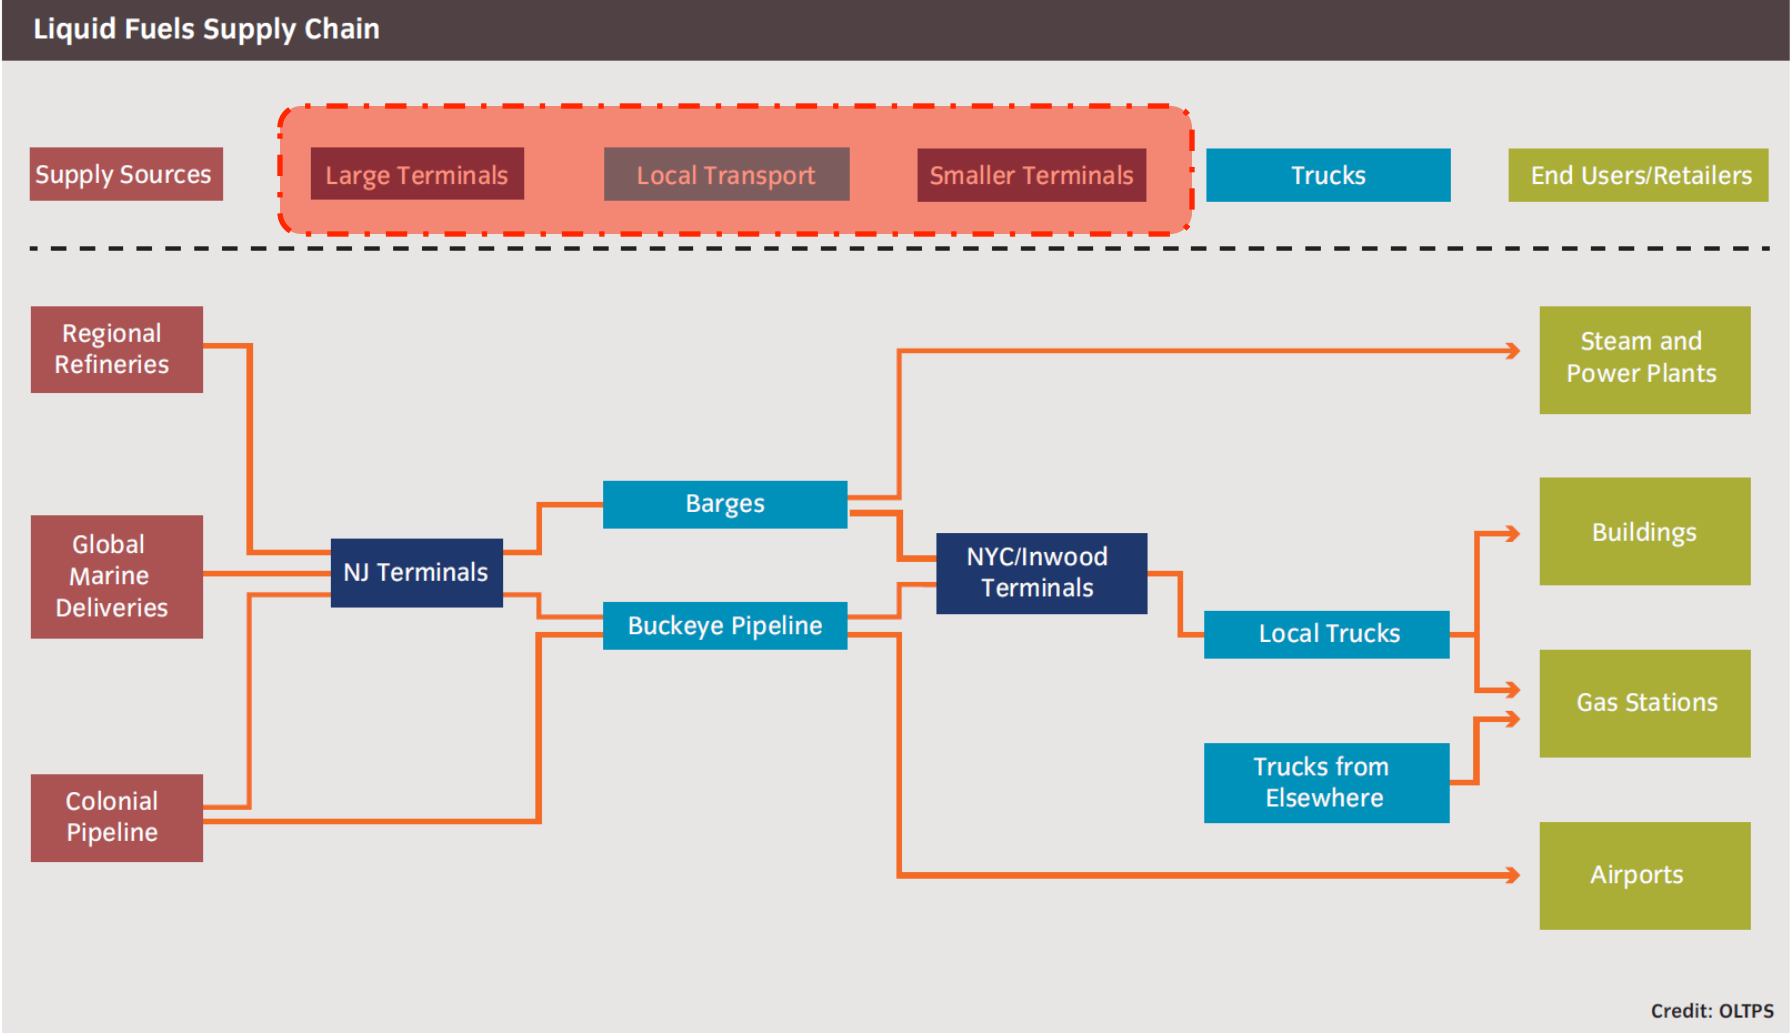 Liquid Fuels Supply Chain
Supply Sources
Large Terminals
Local Transport
Smaller Terminals
Trucks
End Users/Retailers
Regional
Refineries
Global
Marine
Deliveries
Colonial
Pipeline
NJ Terminals
Barges
Buckeye Pipeline
NYC/Inwood
Terminals
Local Trucks
Trucks from
Elsewhere
Steam and
Power Plants
Buildings
Gas Stations
Airports
Credit: OLTPS